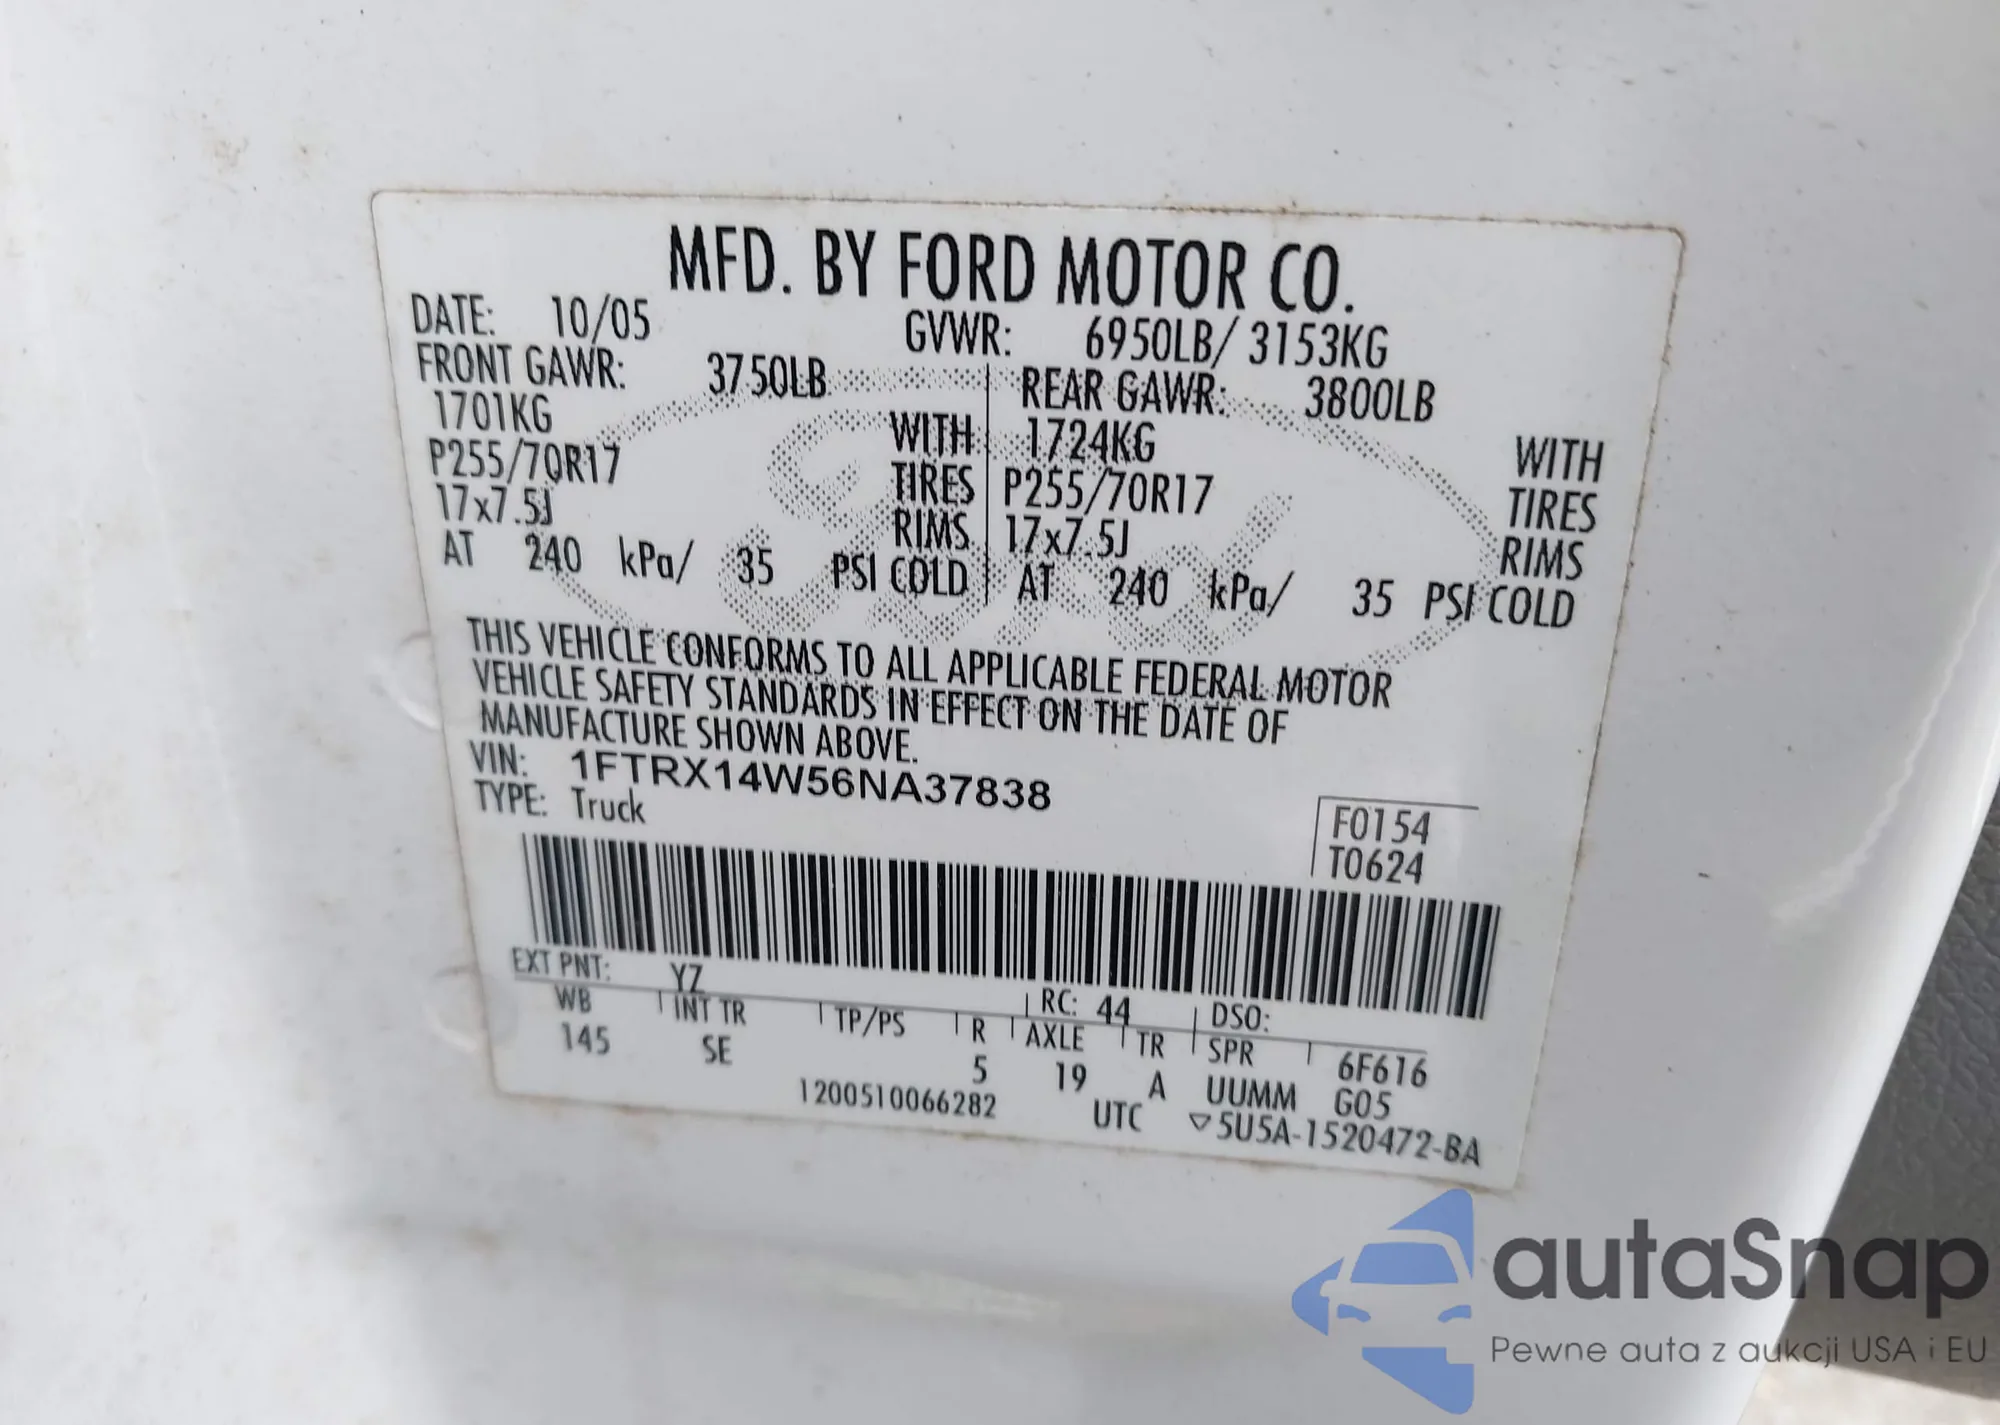 MFD. BY FORD MOTOR CO.
DATE: 10/05 GVWR: 6950LB/ 3153KG
FRONT GAWR: 3750LB REAR GAWR: 3800LB
1701KG WITH 1724KG WITH
P255/70R17 TIRES P255/70R17 TIRES
17x7.5J RIMS 17x7.5J RIMS
AT 240 kPa/ 35 PSI COLD AT 240 kPa/ 35 PSI COLD
THIS VEHICLE CONFORMS TO ALL APPLICABLE FEDERAL MOTOR
VEHICLE SAFETY STANDARDS IN EFFECT ON THE DATE OF
MANUFACTURE SHOWN ABOVE.
VIN: 1FTRX14W56NA37838
TYPE: Truck
F0154
T0624
EXT PNT: YZ RC: 44 DSO:
WB INT TR TP/PS R AXLE TR SPR 6F616
145 SE 5 19 A UUMM G05
1200510066282 UTC ▽5U5A-1520472-BA
Ford
autaSnap
Pewne auta z aukcji USA i EU